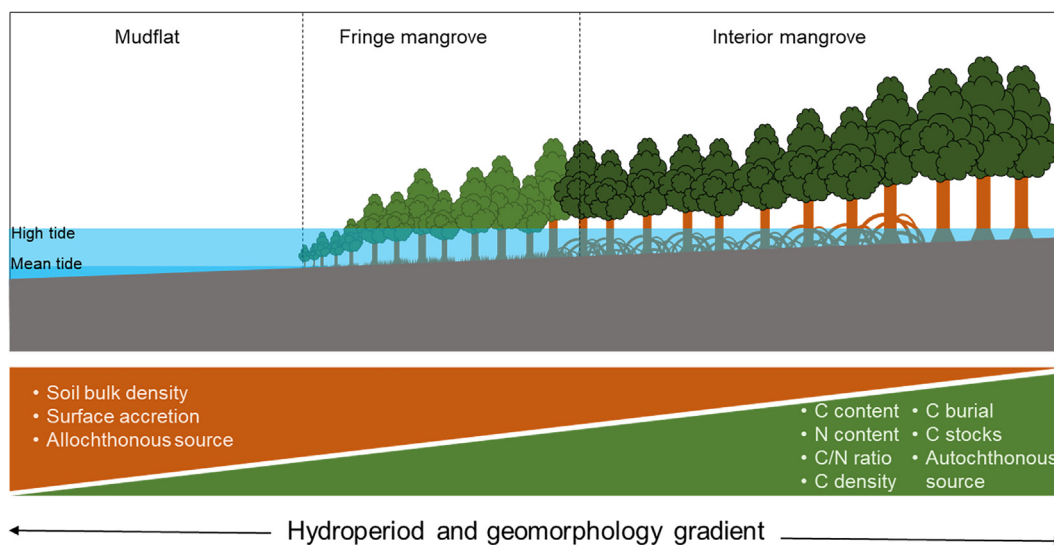 Mudflat
Fringe mangrove
Interior mangrove
High tide
Mean tide
• Soil bulk density
• Surface accretion
• Allochthonous source
• C content
• N content
• C/N ratio
• C density
• C burial
• C stocks
• Autochthonous
source
Hydroperiod and geomorphology gradient